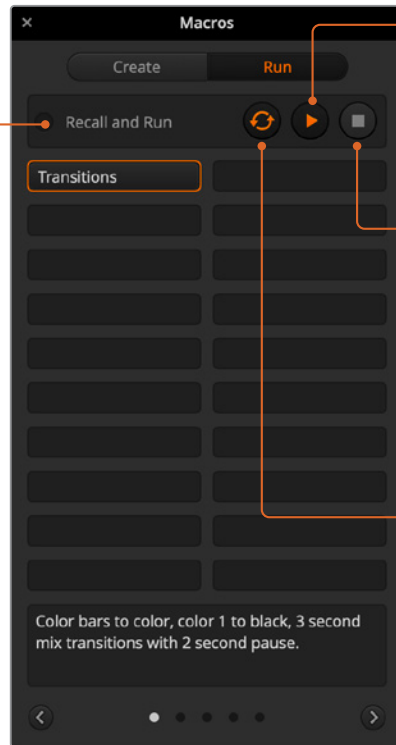 Macros
Create Run
Recall and Run
Transitions
Color bars to color, color 1 to black, 3 second
mix transitions with 2 second pause.